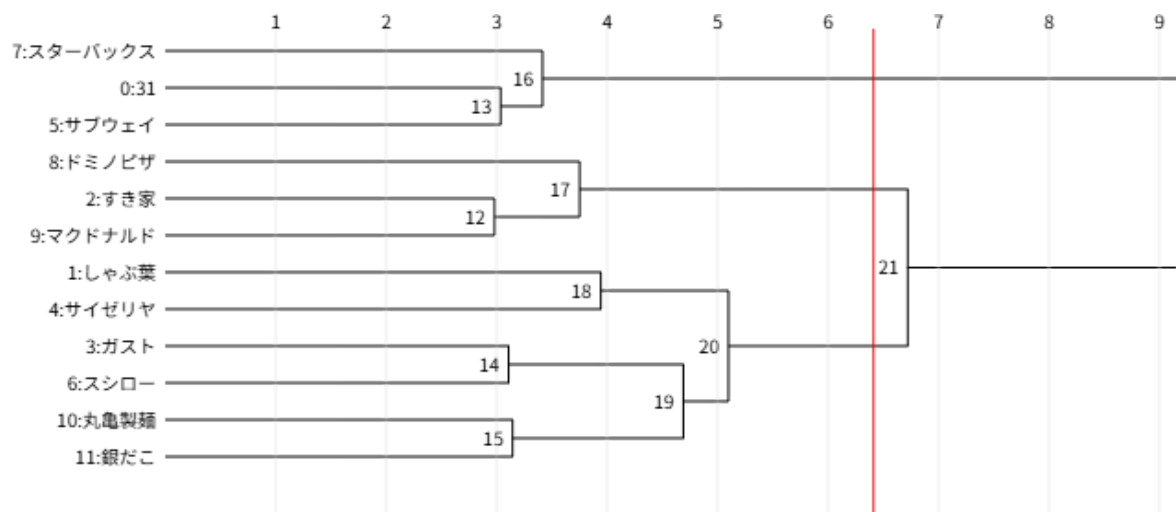 1 2 3 4 5 6 7 8 9
7:スターバックス
16
0:31
13
5:サブウェイ
8:ドミノピザ
17
2:すき家
12
9:マクドナルド
1:しゃぶ葉
21
18
4:サイゼリヤ
3:ガスト
20
14
6:スシロー
19
10:丸亀製麺
15
11:銀だこ